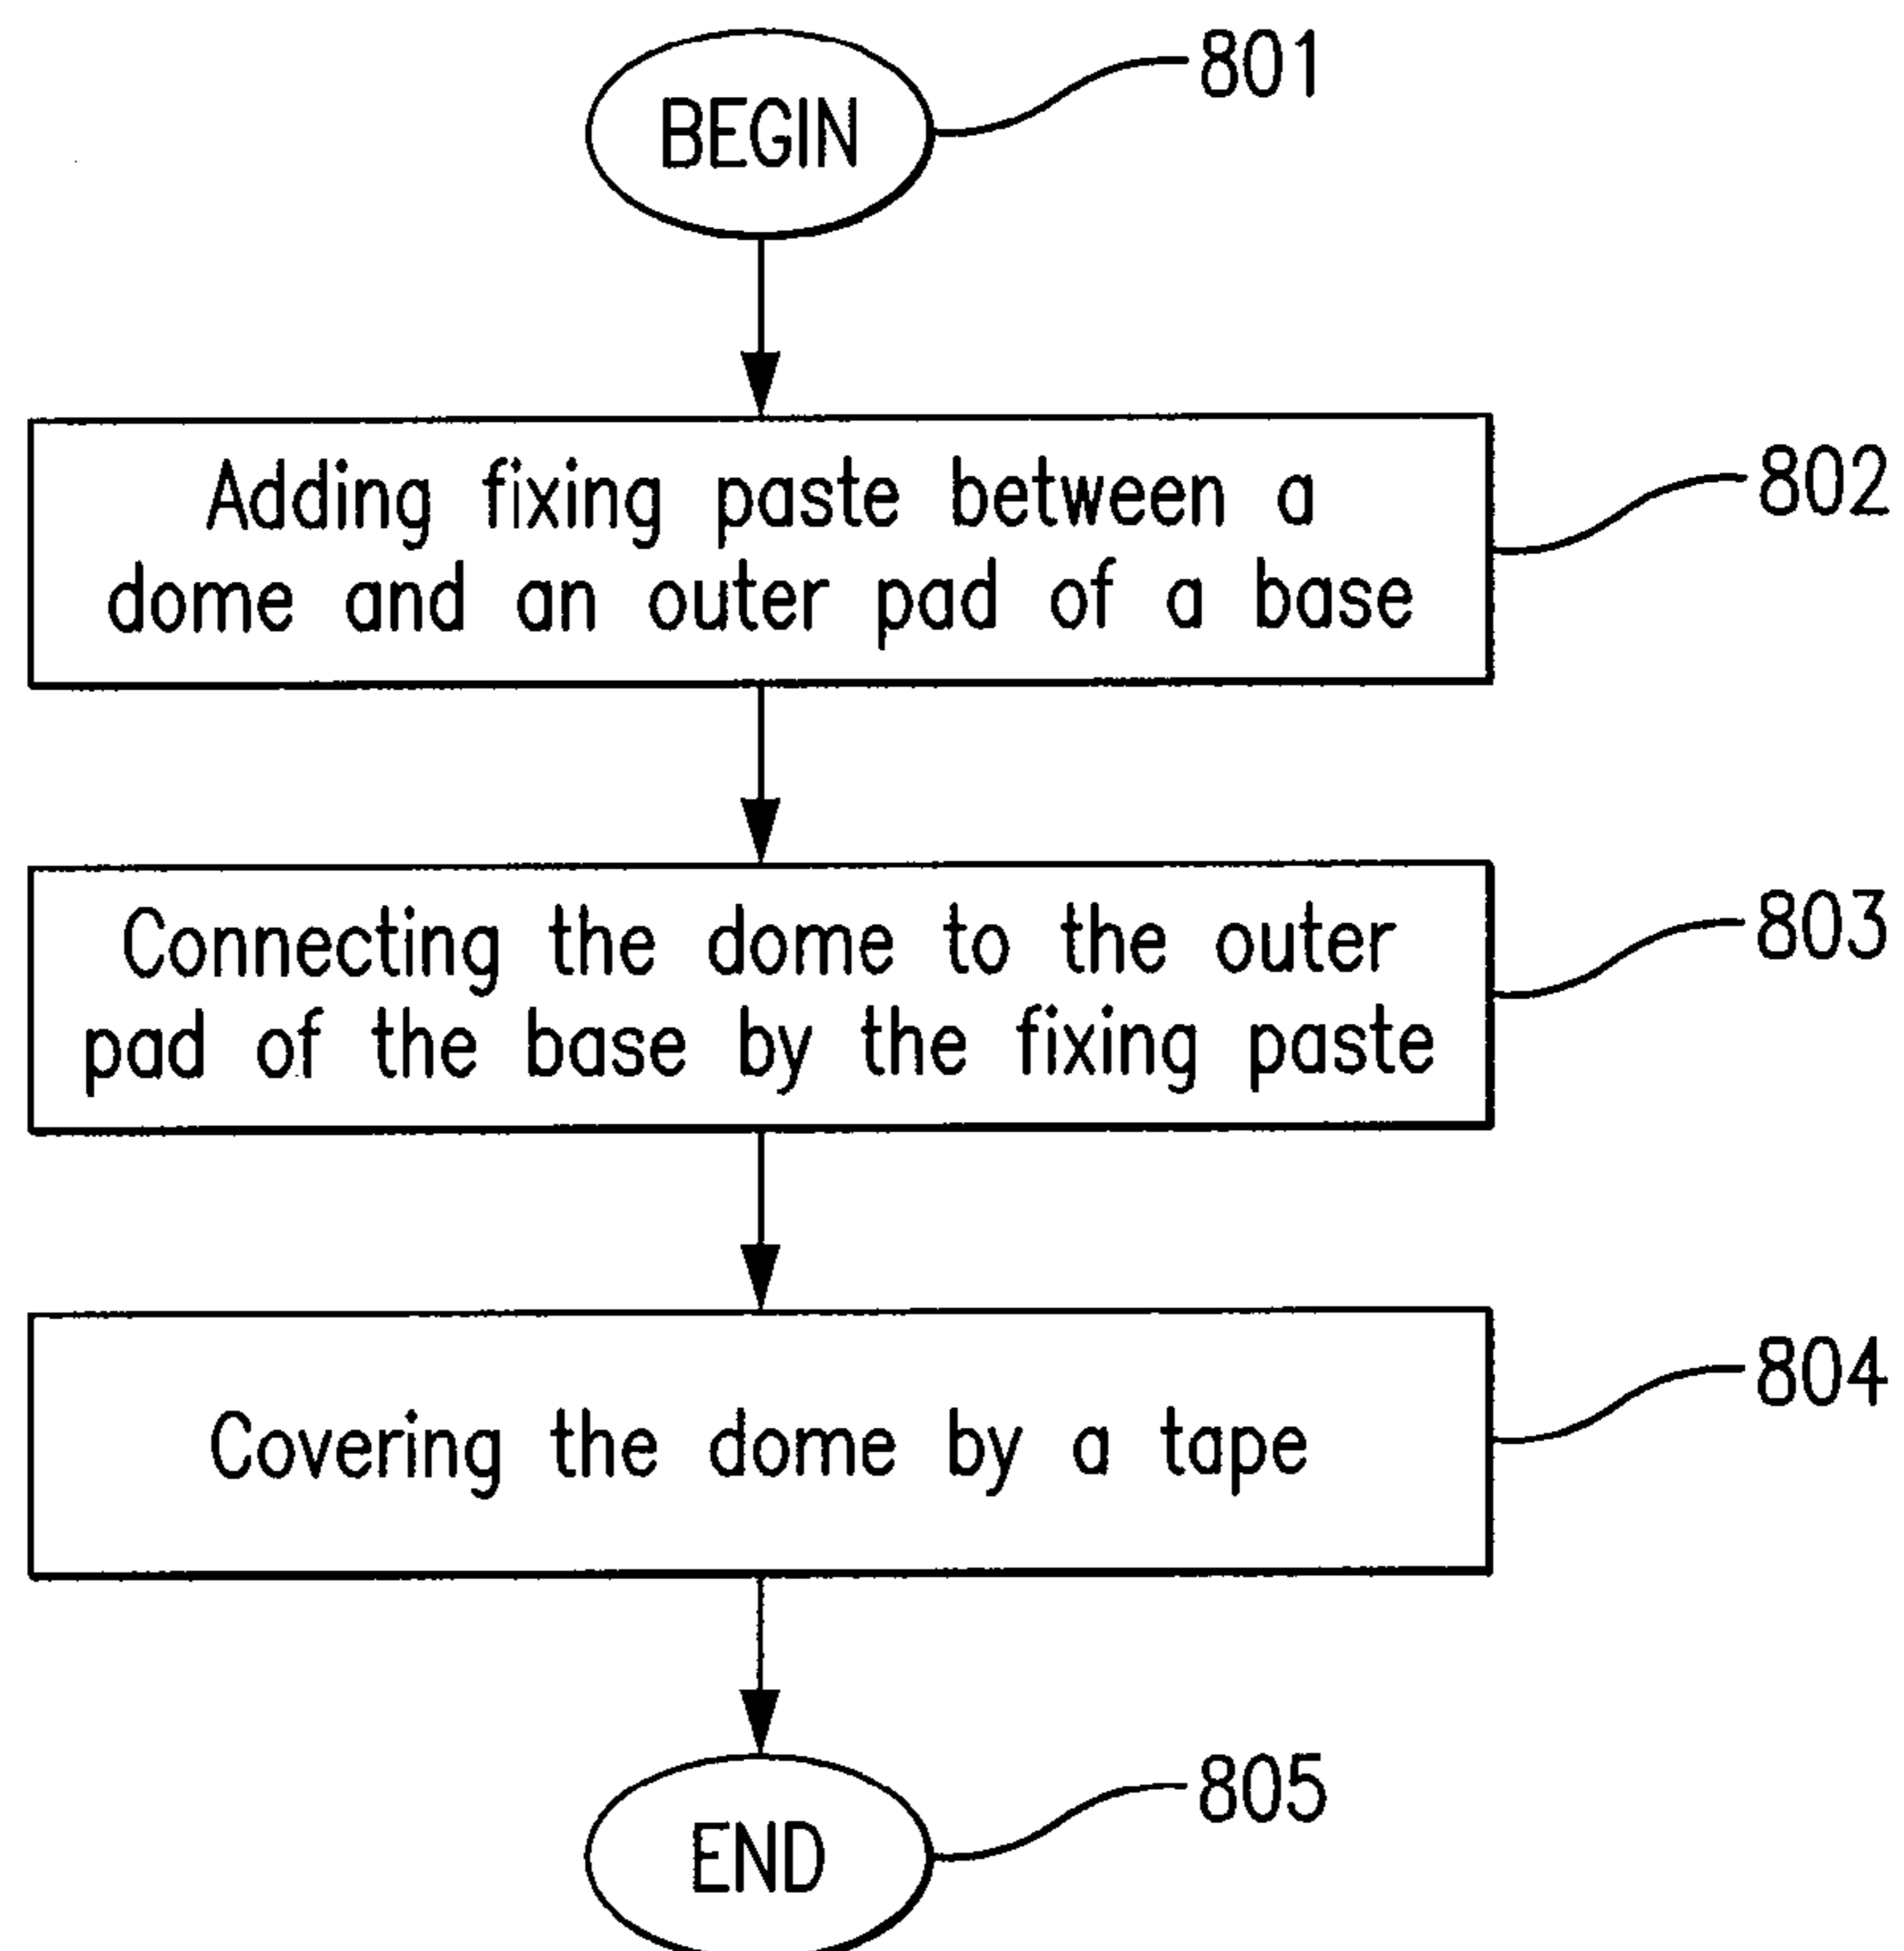 BEGIN
801
Adding fixing paste between a
dome and an outer pad of a base
802
Connecting the dome to the outer
pad of the base by the fixing paste
803
Covering the dome by a tape
804
END
805